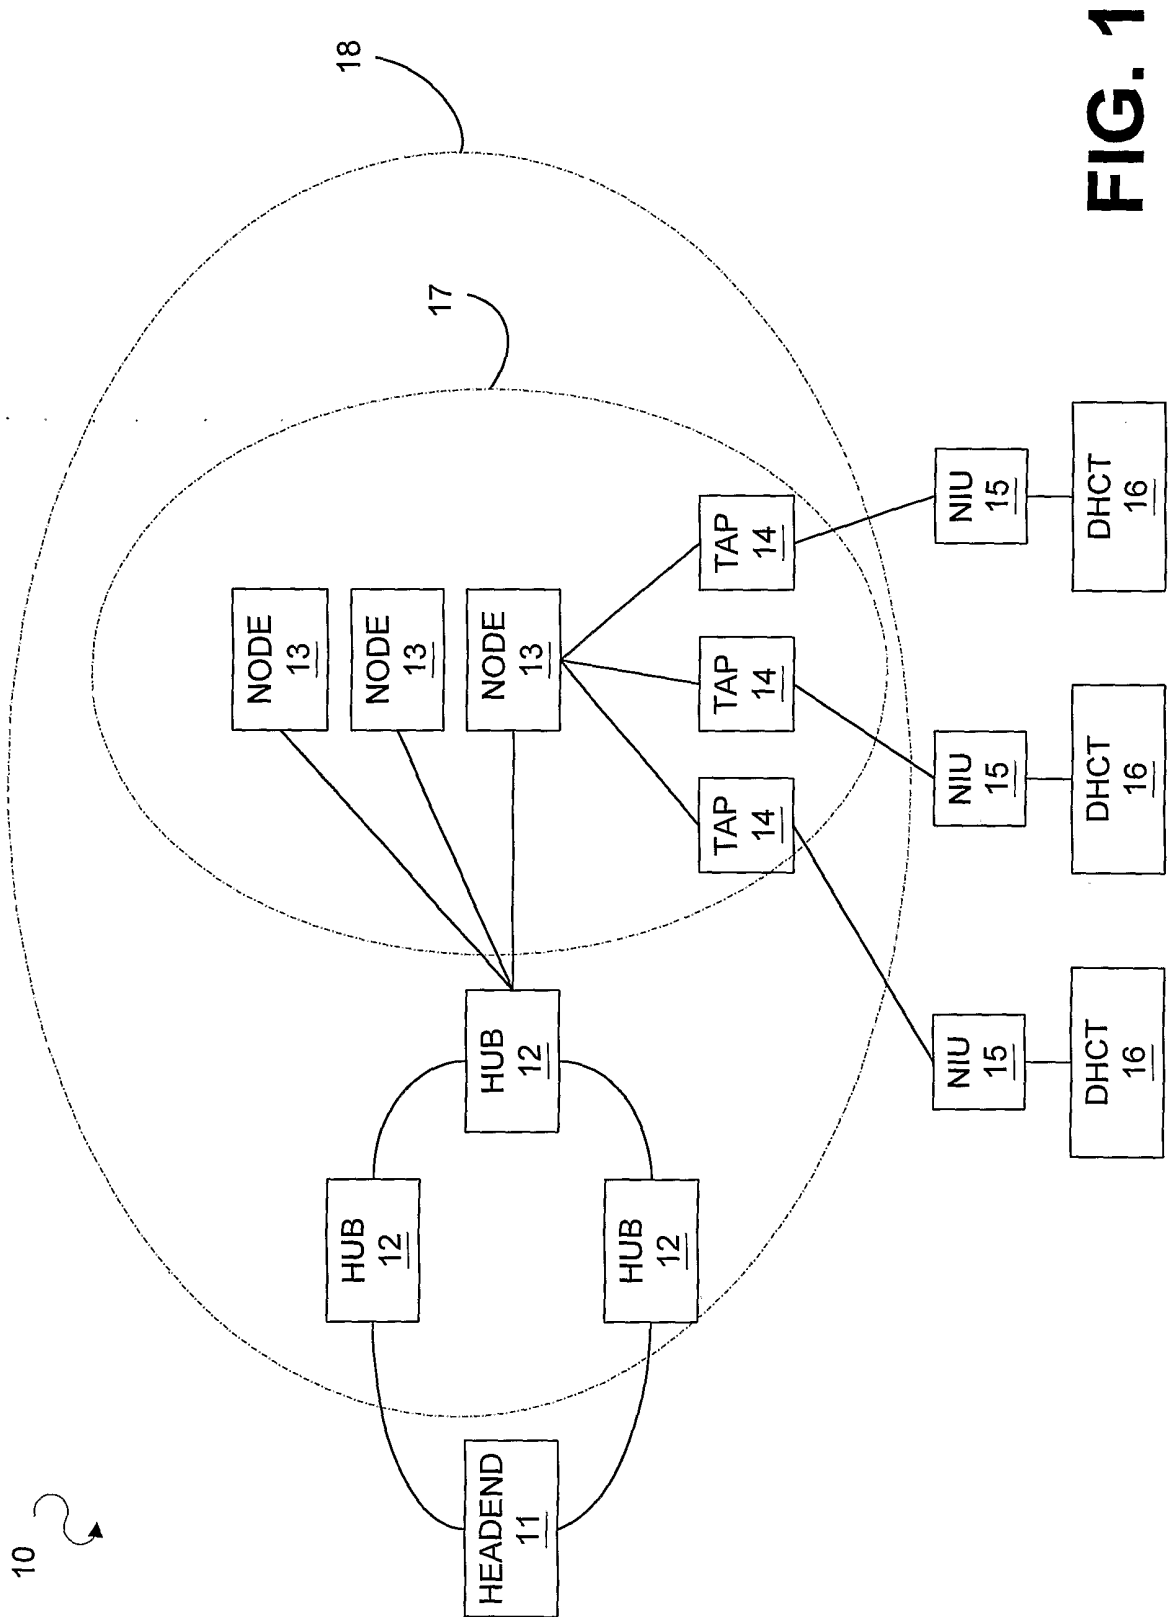 10
18
17
HEADEND
11
HUB
12
HUB
12
HUB
12
NODE
13
NODE
13
NODE
13
TAP
14
TAP
14
TAP
14
NIU
15
NIU
15
NIU
15
DHCT
16
DHCT
16
DHCT
16
FIG. 1